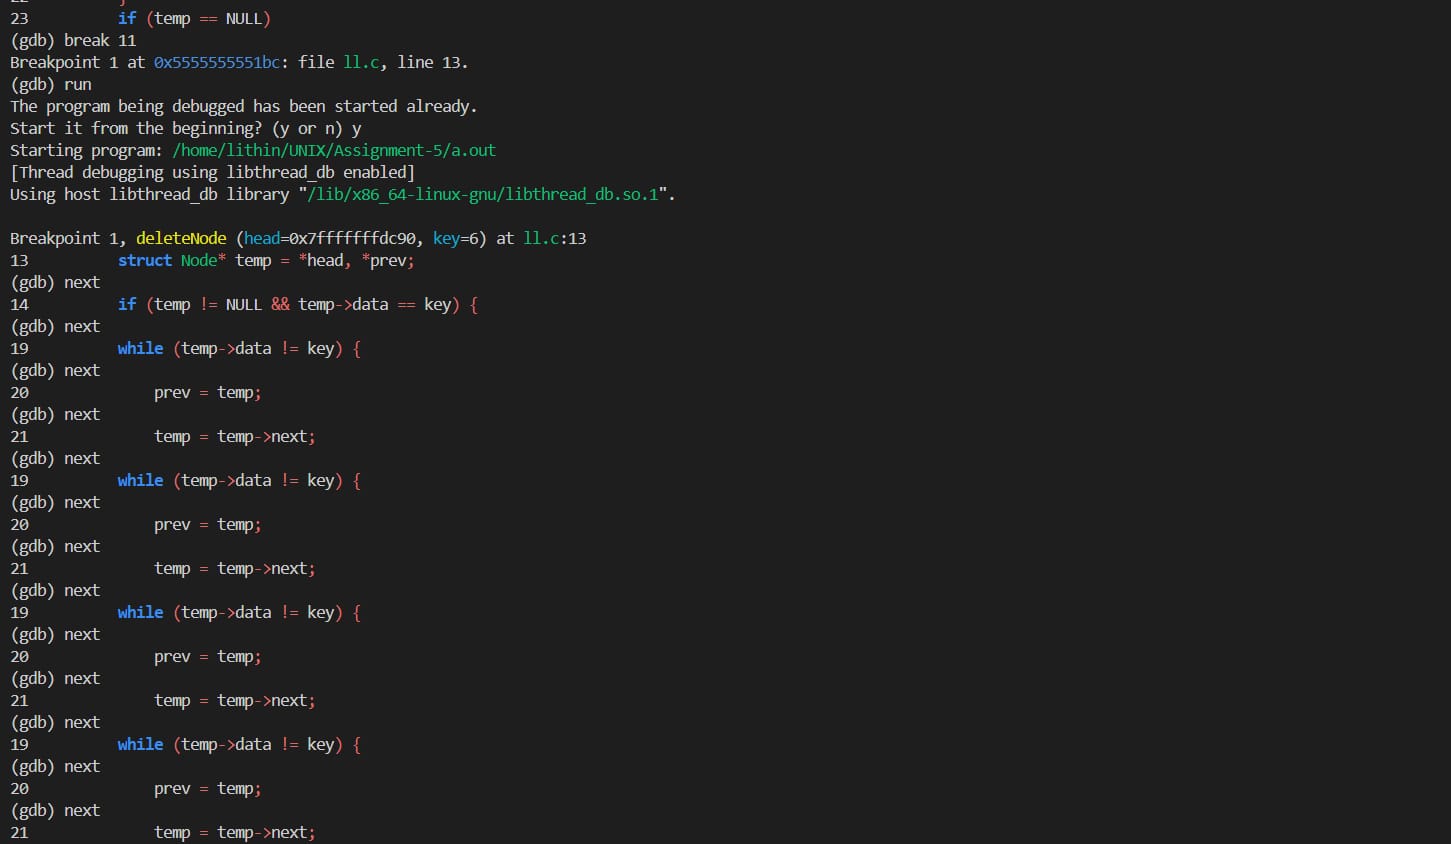 23          if (temp == NULL)
(gdb) break 11
Breakpoint 1 at 0x5555555551bc: file ll.c, line 13.
(gdb) run
The program being debugged has been started already.
Start it from the beginning? (y or n) y
Starting program: /home/lithin/UNIX/Assignment-5/a.out
[Thread debugging using libthread_db enabled]
Using host libthread_db library "/lib/x86_64-linux-gnu/libthread_db.so.1".

Breakpoint 1, deleteNode (head=0x7fffffffdc90, key=6) at ll.c:13
13          struct Node* temp = *head, *prev;
(gdb) next
14          if (temp != NULL && temp->data == key) {
(gdb) next
19          while (temp->data != key) {
(gdb) next
20              prev = temp;
(gdb) next
21              temp = temp->next;
(gdb) next
19          while (temp->data != key) {
(gdb) next
20              prev = temp;
(gdb) next
21              temp = temp->next;
(gdb) next
19          while (temp->data != key) {
(gdb) next
20              prev = temp;
(gdb) next
21              temp = temp->next;
(gdb) next
19          while (temp->data != key) {
(gdb) next
20              prev = temp;
(gdb) next
21              temp = temp->next;